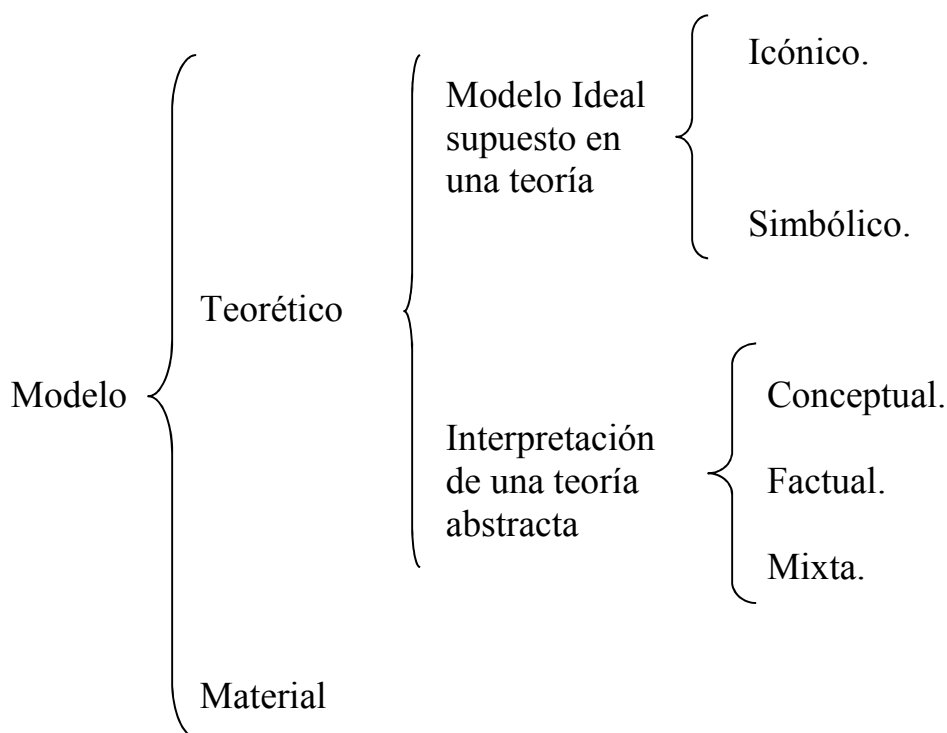 Modelo
Teorético
Modelo Ideal
supuesto en
una teoría
Icónico.
Simbólico.
Interpretación
de una teoría
abstracta
Conceptual.
Factual.
Mixta.
Material